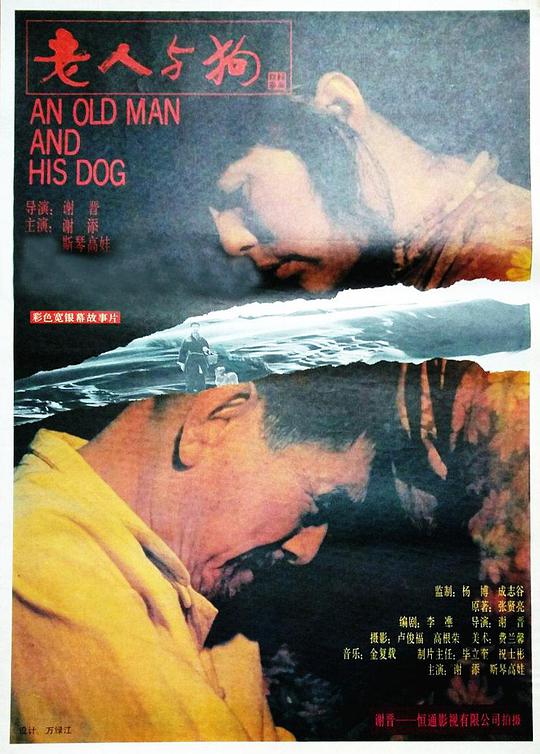 老人与狗
AN OLD MAN
AND
HIS DOG
导演：谢 晋
主演：谢 添
斯琴高娃
彩色宽银幕故事片
监制：杨 博 成志谷
原著：张贤亮
编剧：李 準 导演：谢 晋
摄影：卢俊福 高根荣 美术：费兰馨
音乐：金复载 制片主任：毕立奎 祝士彬
主演：谢 添 斯琴高娃
谢晋——恒通影视有限公司拍摄
设计：万绿江